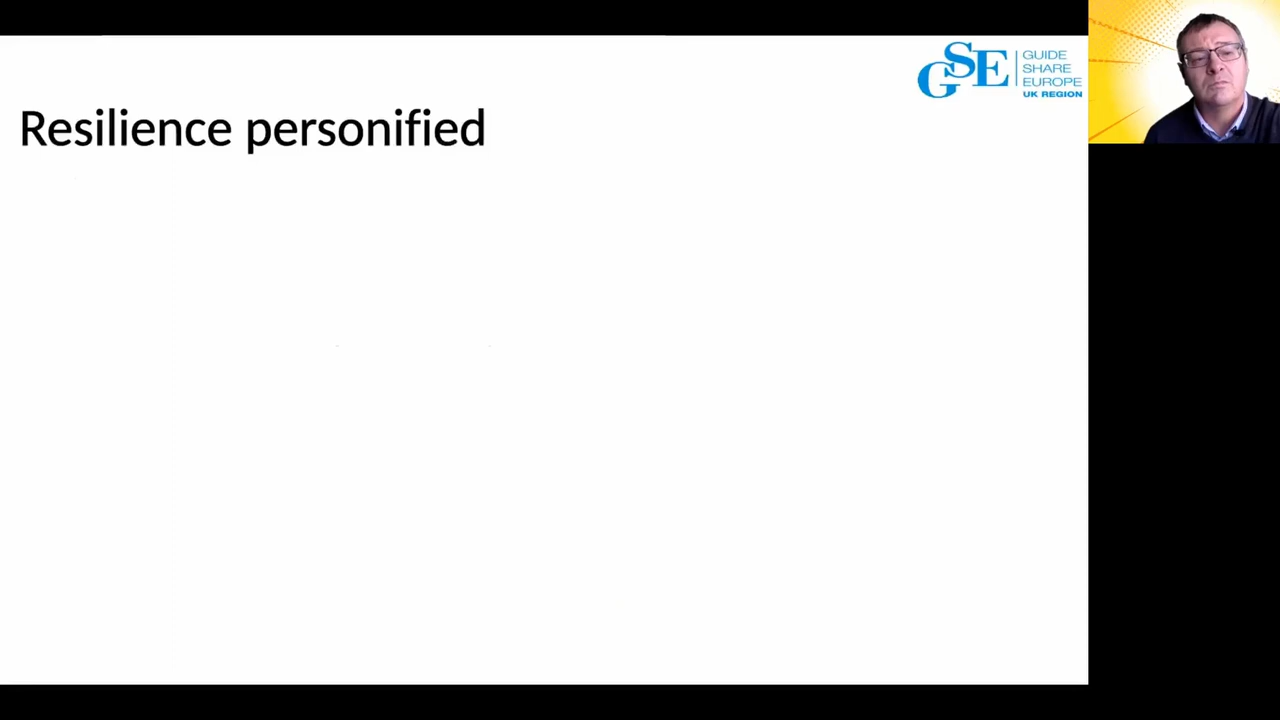 Resilience personified
GSE
GUIDE
SHARE
EUROPE
UK REGION